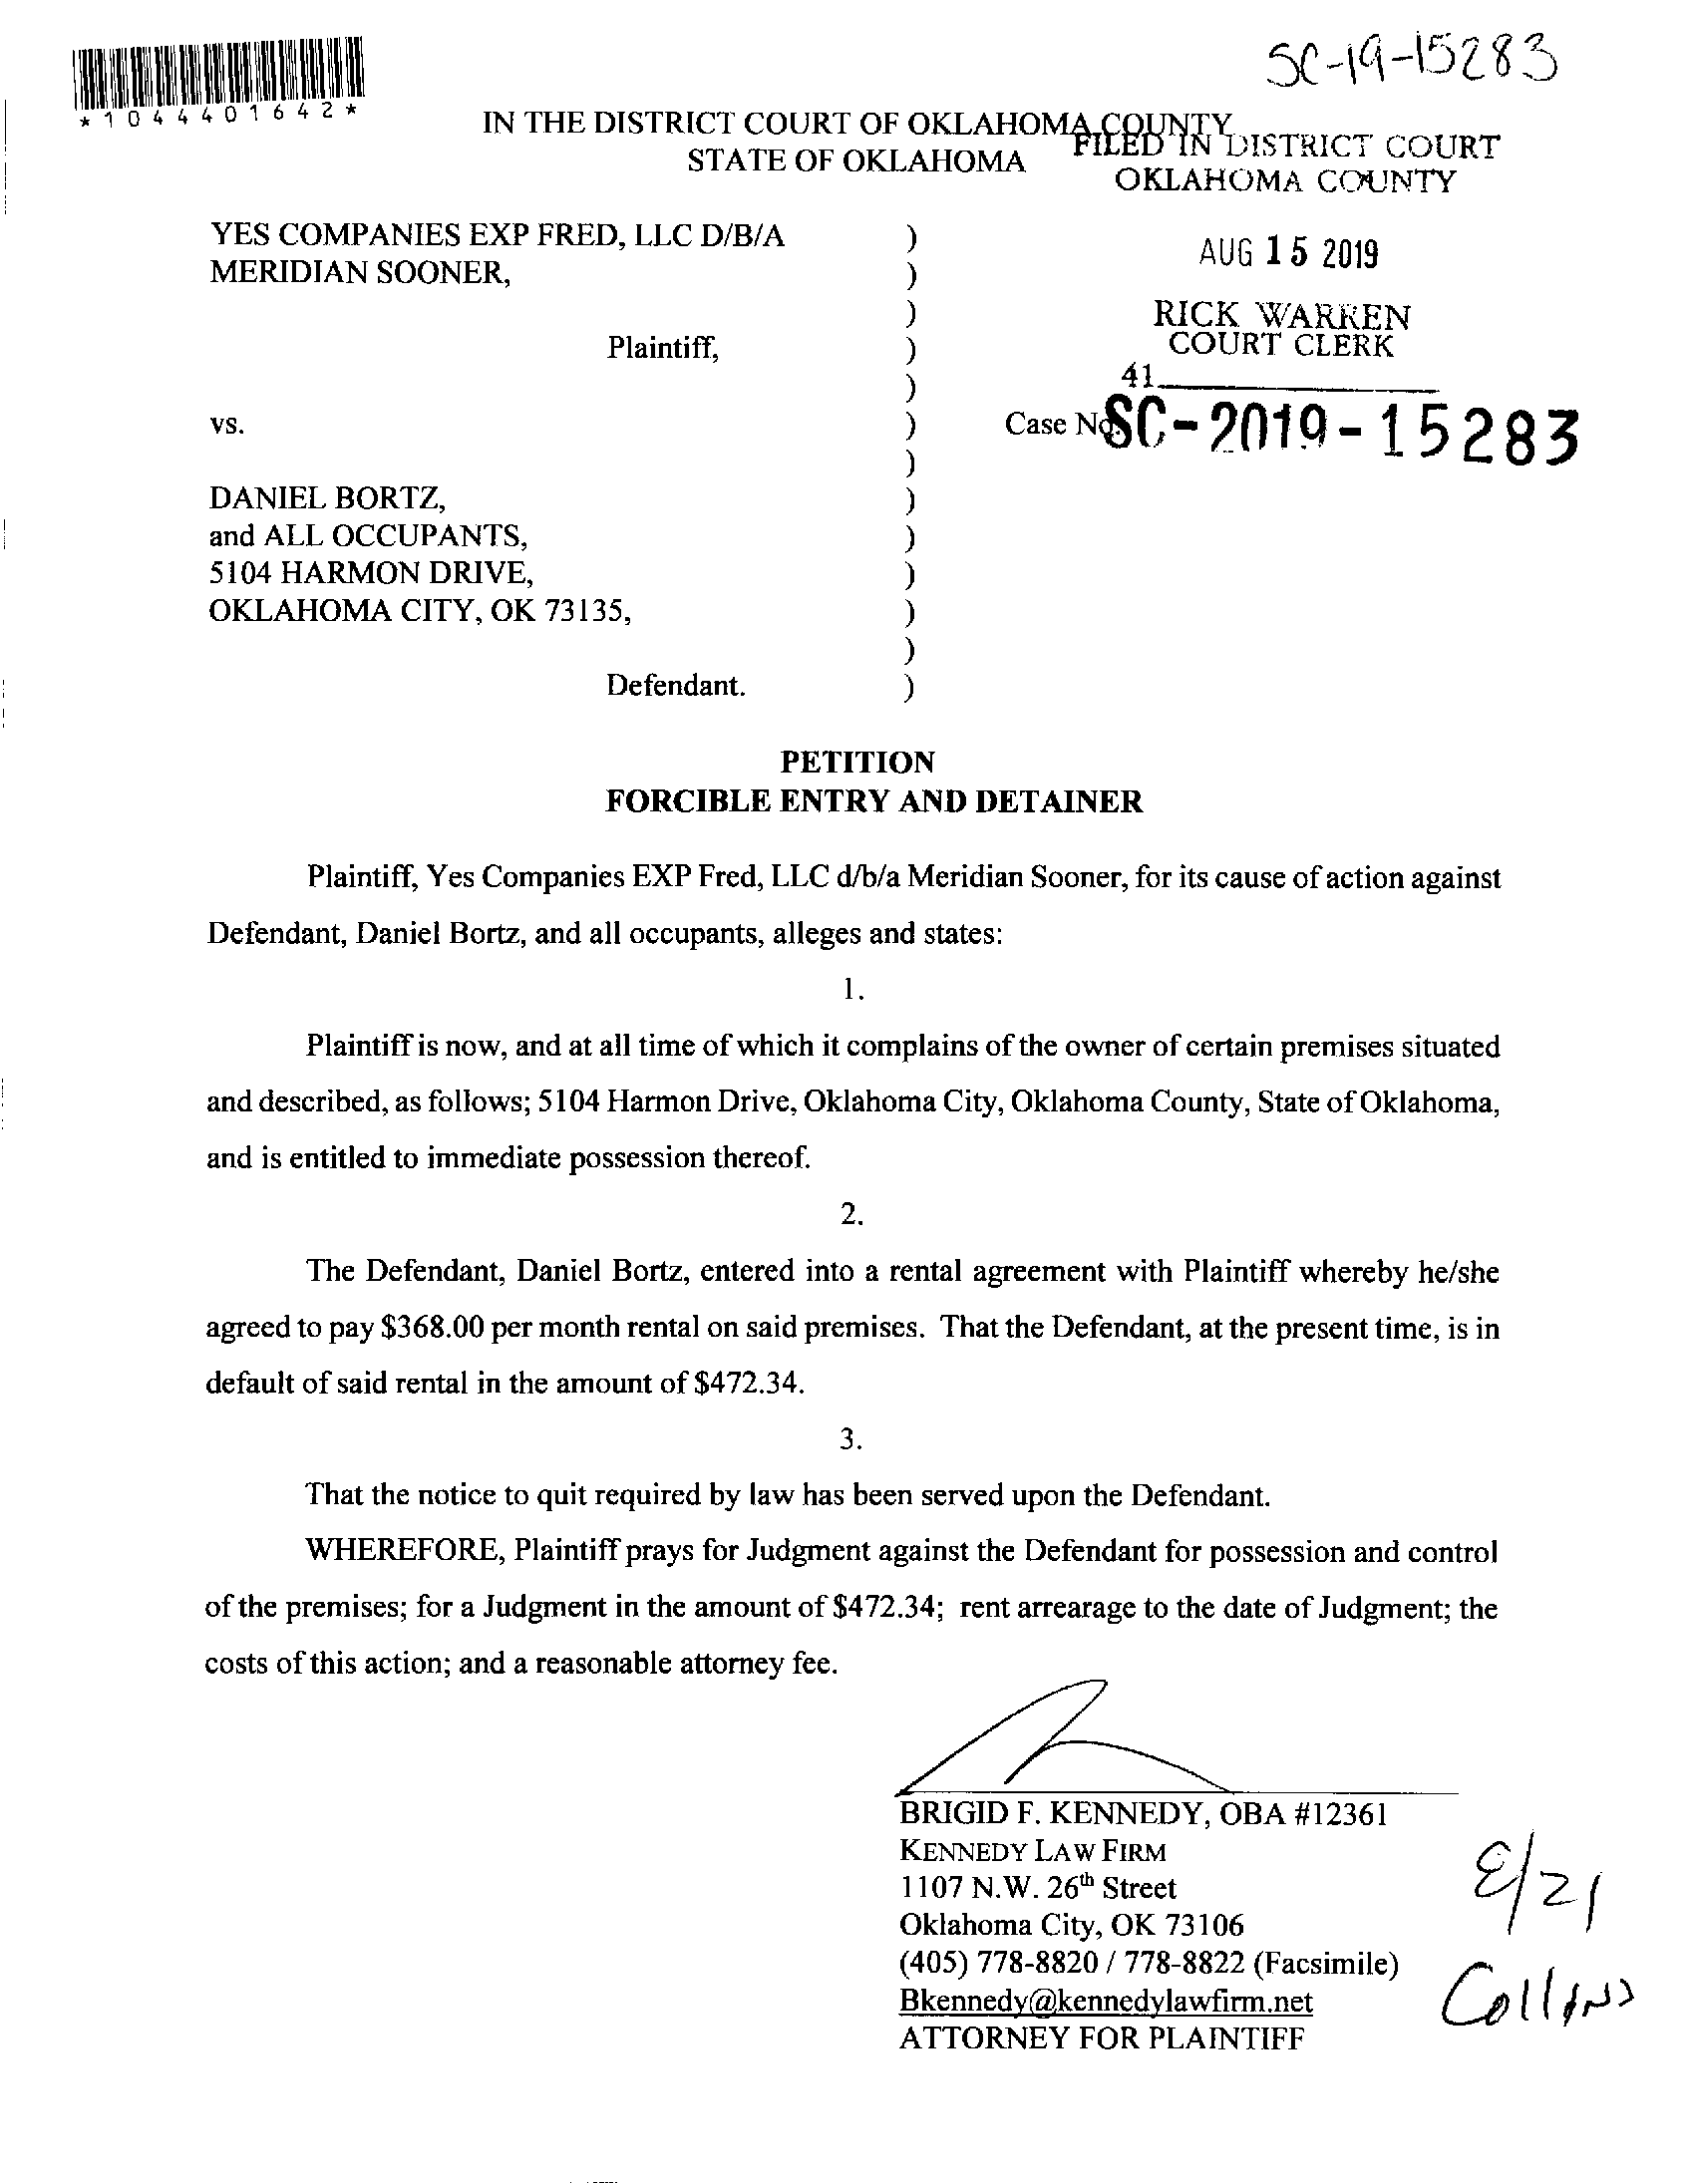 SC-19-15283
*1044401642*
IN THE DISTRICT COURT OF OKLAHOMA COUNTY
STATE OF OKLAHOMA
FILED IN DISTRICT COURT
OKLAHOMA COUNTY
AUG 15 2019
RICK WARREN
COURT CLERK
41
YES COMPANIES EXP FRED, LLC D/B/A )
MERIDIAN SOONER, )
)
Plaintiff, )
)
vs. ) Case No. SC-2019-15283
)
DANIEL BORTZ, )
and ALL OCCUPANTS, )
5104 HARMON DRIVE, )
OKLAHOMA CITY, OK 73135, )
)
Defendant. )
PETITION
FORCIBLE ENTRY AND DETAINER
Plaintiff, Yes Companies EXP Fred, LLC d/b/a Meridian Sooner, for its cause of action against
Defendant, Daniel Bortz, and all occupants, alleges and states:
1.
Plaintiff is now, and at all time of which it complains of the owner of certain premises situated
and described, as follows; 5104 Harmon Drive, Oklahoma City, Oklahoma County, State of Oklahoma,
and is entitled to immediate possession thereof.
2.
The Defendant, Daniel Bortz, entered into a rental agreement with Plaintiff whereby he/she
agreed to pay $368.00 per month rental on said premises. That the Defendant, at the present time, is in
default of said rental in the amount of $472.34.
3.
That the notice to quit required by law has been served upon the Defendant.
WHEREFORE, Plaintiff prays for Judgment against the Defendant for possession and control
of the premises; for a Judgment in the amount of $472.34; rent arrearage to the date of Judgment; the
costs of this action; and a reasonable attorney fee.
BRIGID F. KENNEDY, OBA #12361
KENNEDY LAW FIRM
1107 N.W. 26th Street
Oklahoma City, OK 73106
(405) 778-8820 / 778-8822 (Facsimile)
Bkennedy@kennedylawfirm.net
ATTORNEY FOR PLAINTIFF
8/21
Collins